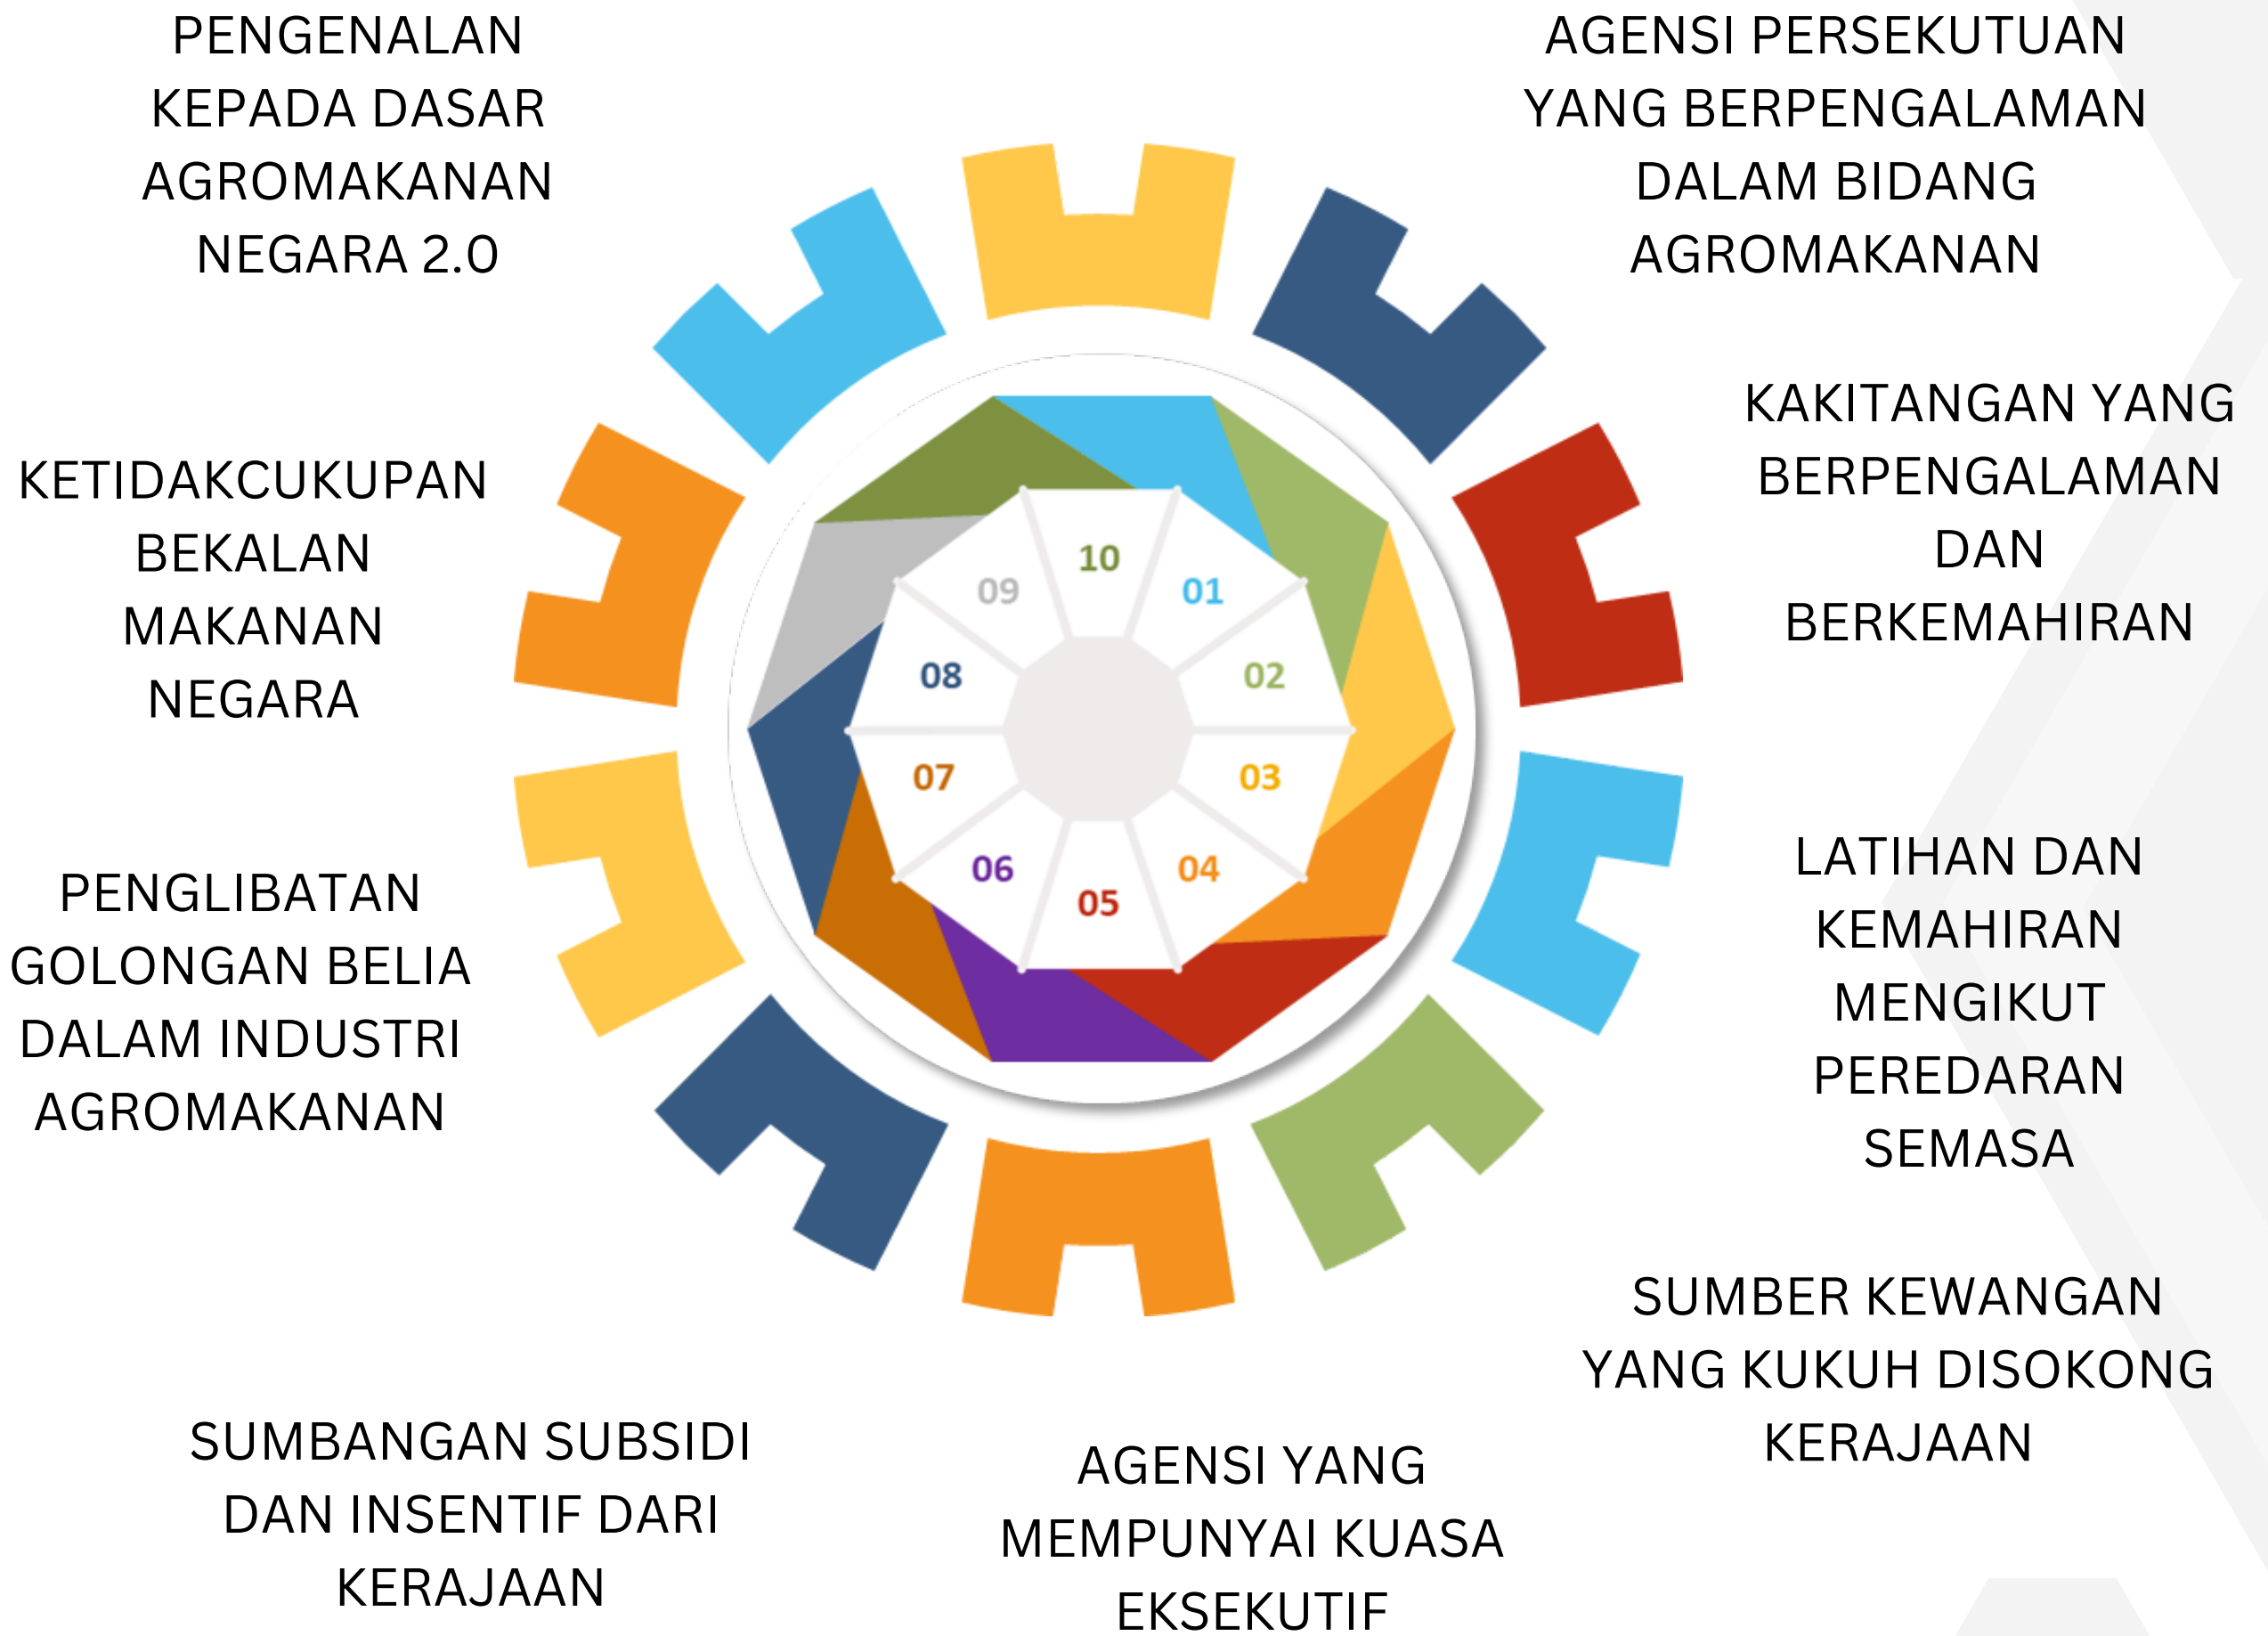 PENGENALAN
KEPADA DASAR
AGROMAKANAN
NEGARA 2.0
AGENSI PERSEKUTUAN
YANG BERPENGALAMAN
DALAM BIDANG
AGROMAKANAN
KAKITANGAN YANG
BERPENGALAMAN
DAN
BERKEMAHIRAN
KETIDAKCUKUPAN
BEKALAN
MAKANAN
NEGARA
10
09
01
08
02
07
03
06
04
05
LATIHAN DAN
KEMAHIRAN
MENGIKUT
PEREDARAN
SEMASA
PENGLIBATAN
GOLONGAN BELIA
DALAM INDUSTRI
AGROMAKANAN
SUMBER KEWANGAN
YANG KUKUH DISOKONG
KERAJAAN
SUMBANGAN SUBSIDI
DAN INSENTIF DARI
KERAJAAN
AGENSI YANG
MEMPUNYAI KUASA
EKSEKUTIF